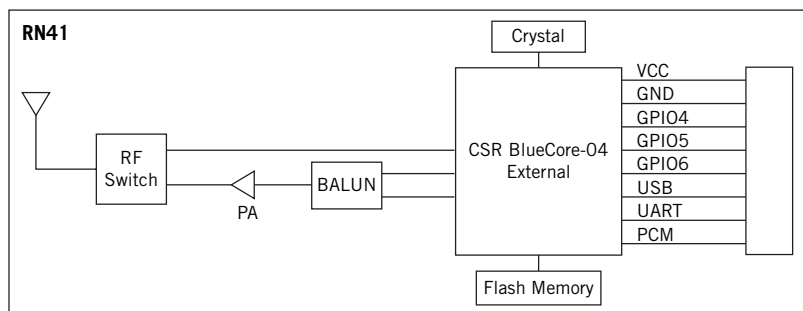 RN41
Crystal
RF
Switch
PA
BALUN
CSR BlueCore-04
External
VCC
GND
GPIO4
GPIO5
GPIO6
USB
UART
PCM
Flash Memory